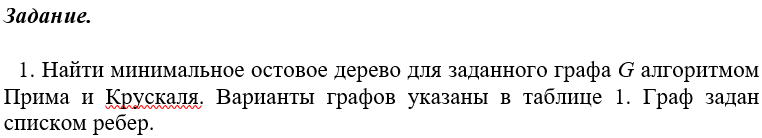 Задание.
1. Найти минимальное остовое дерево для заданного графа G алгоритмом
Прима и Крускаля. Варианты графов указаны в таблице 1. Граф задан
списком ребер.